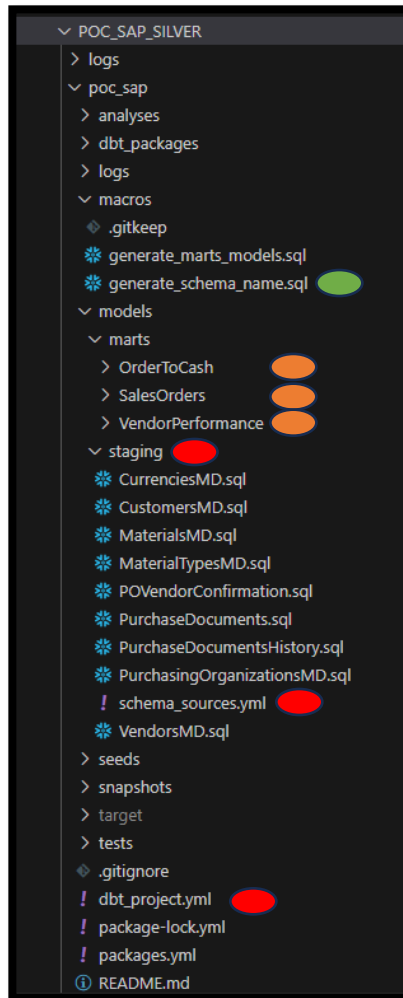 POC_SAP_SILVER
logs
poc_sap
analyses
dbt_packages
logs
macros
.gitkeep
generate_marts_models.sql
generate_schema_name.sql
models
marts
OrderToCash
SalesOrders
VendorPerformance
staging
CurrenciesMD.sql
CustomersMD.sql
MaterialsMD.sql
MaterialTypesMD.sql
POVendorConfirmation.sql
PurchaseDocuments.sql
PurchaseDocumentsHistory.sql
PurchasingOrganizationsMD.sql
! schema_sources.yml
VendorsMD.sql
seeds
snapshots
target
tests
.gitignore
! dbt_project.yml
! package-lock.yml
! packages.yml
README.md